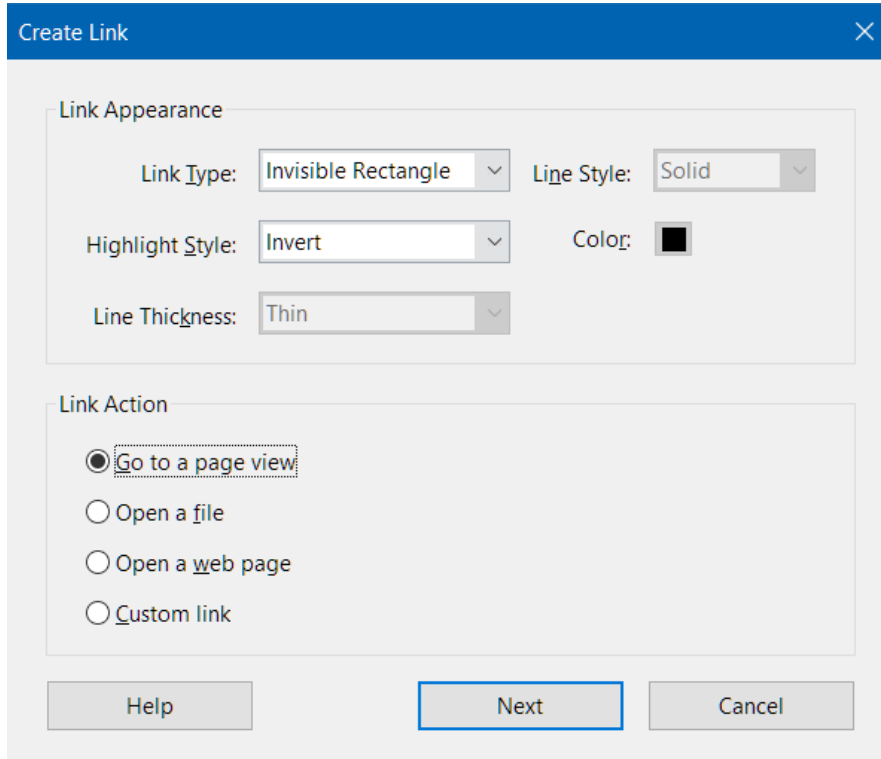 Create Link
Link Appearance
Link Type: Invisible Rectangle Line Style: Solid
Highlight Style: Invert Color:
Line Thickness: Thin
Link Action
Go to a page view
Open a file
Open a web page
Custom link
Help Next Cancel